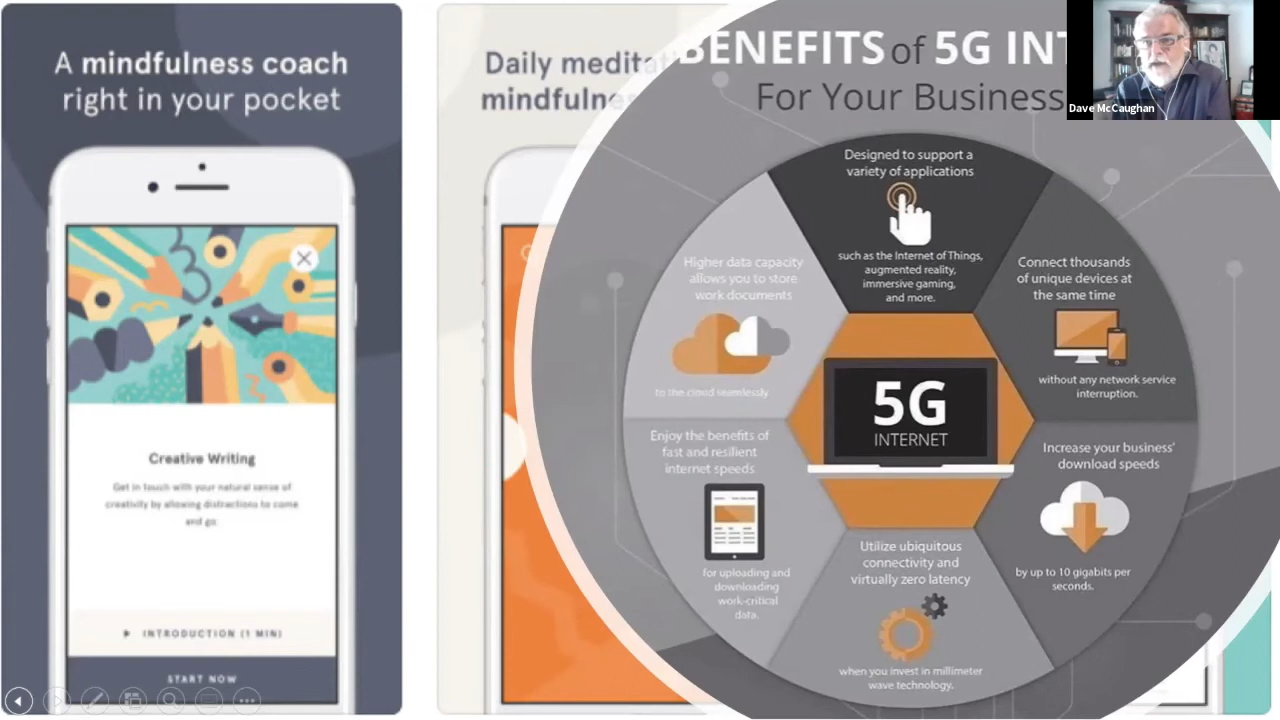 A mindfulness coach
right in your pocket
Creative Writing
Get in touch with your natural sense of
creativity by allowing distractions to come
and go.
INTRODUCTION (1 MIN)
START NOW
Daily medita
mindfulne
BENEFITS of 5G INT
For Your Business
Dave McCaughan
Designed to support a
variety of applications
such as the Internet of Things,
augmented reality,
immersive gaming,
and more.
Connect thousands
of unique devices at
the same time
without any network service
interruption.
Increase your business'
download speeds
by up to 10 gigabits per
seconds.
Utilize ubiquitous
connectivity and
virtually zero latency
when you invest in millimeter
wave technology.
Enjoy the benefits of
fast and resilient
internet speeds
for uploading and
downloading
work-critical
data.
Higher data capacity
allows you to store
work documents
to the cloud seamlessly.
5G
INTERNET